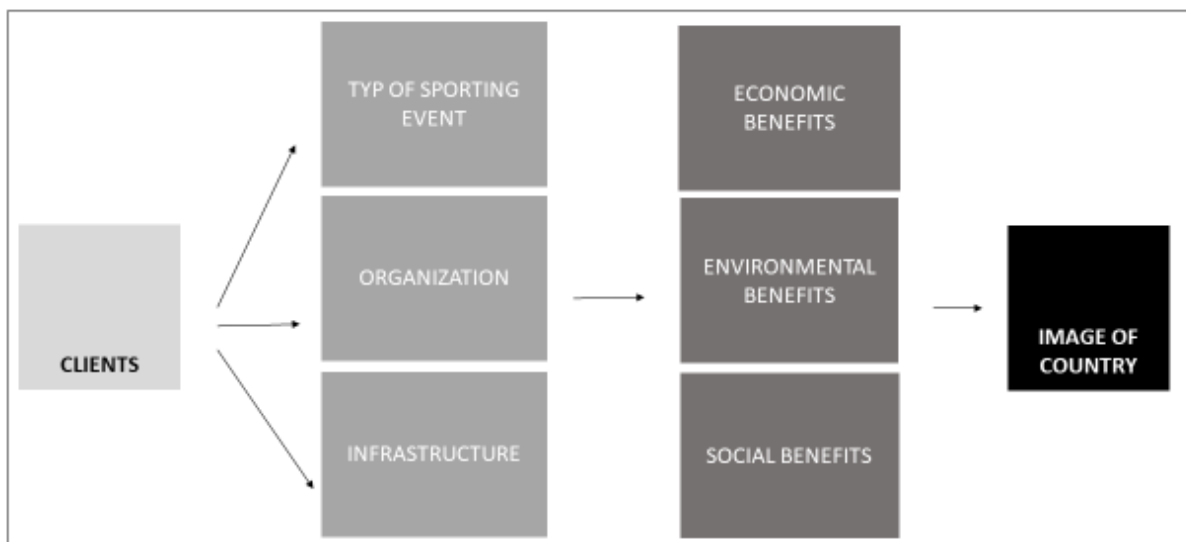 TYP OF SPORTING
EVENT
ECONOMIC
BENEFITS
CLIENTS
ORGANIZATION
ENVIRONMENTAL
BENEFITS
IMAGE OF
COUNTRY
INFRASTRUCTURE
SOCIAL BENEFITS